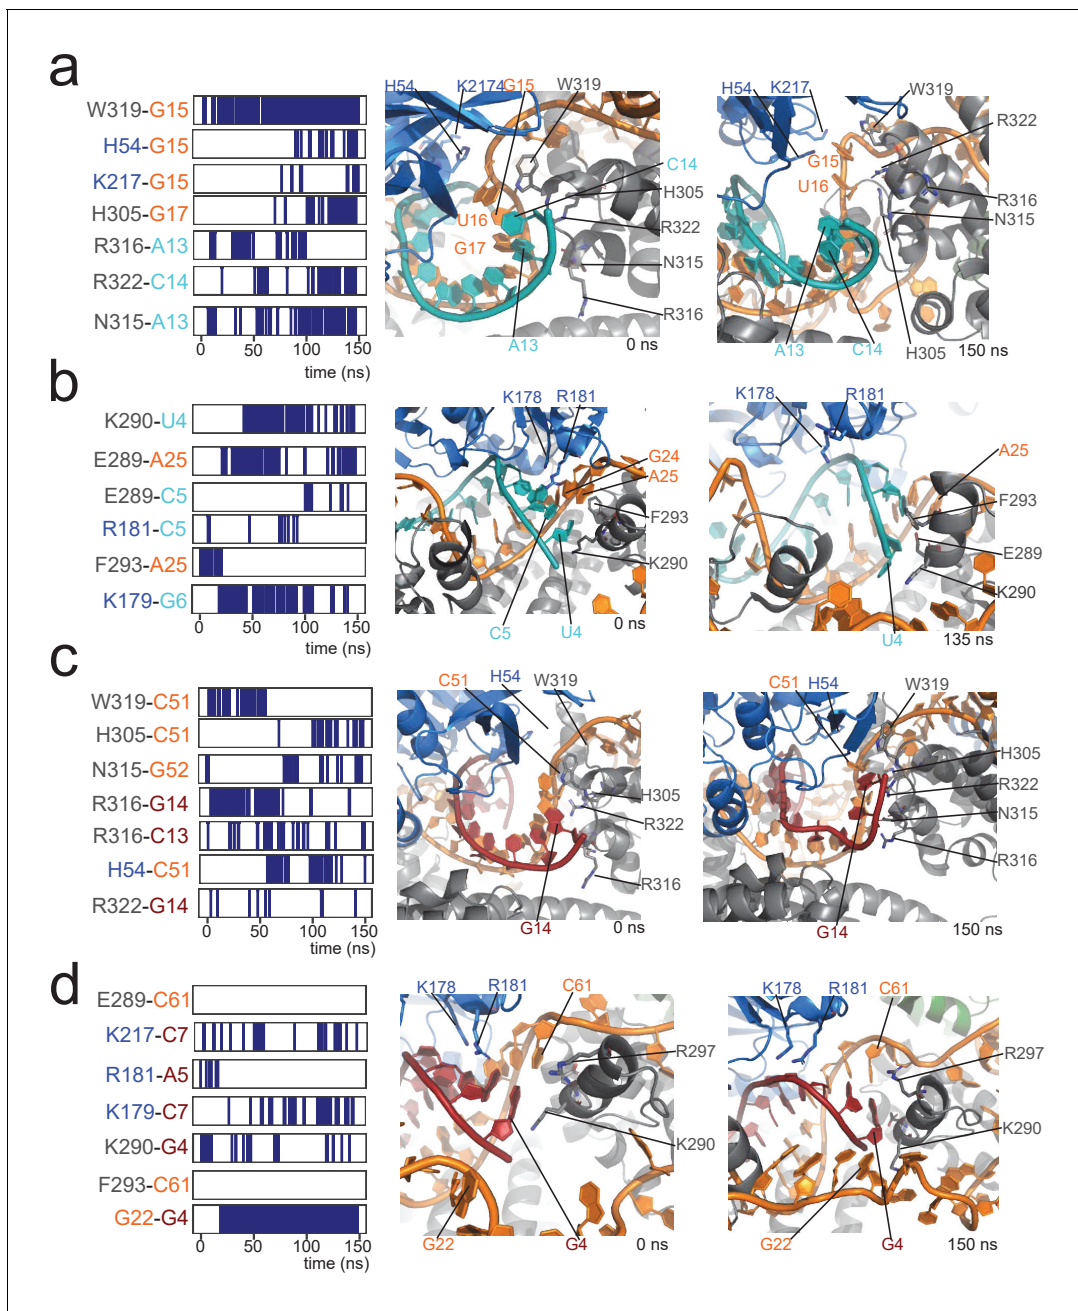 a
W319-G15
H54-G15
K217-G15
H305-G17
R316-A13
R322-C14
N315-A13
0 50 100 150
time (ns)
H54 K2174 G15 W319
C14
H305
R322
U16
G17
N315
R316
A13
0 ns
H54 K217 W319
R322
G15
U16
R316
N315
A13 C14 H305
150 ns
b
K290-U4
E289-A25
E289-C5
R181-C5
F293-A25
K179-G6
0 50 100 150
time (ns)
K178 R181
G24
A25
F293
K290
C5 U4
0 ns
K178 R181
A25
F293
E289
K290
U4
135 ns
c
W319-C51
H305-C51
N315-G52
R316-G14
R316-C13
H54-C51
R322-G14
0 50 100 150
time (ns)
C51 H54 W319
H305
R322
R316
G14
0 ns
C51 H54 W319
H305
R322
N315
R316
G14
150 ns
d
E289-C61
K217-C7
R181-A5
K179-C7
K290-G4
F293-C61
G22-G4
0 50 100 150
time (ns)
K178 R181 C61
R297
K290
G22 G4
0 ns
K178 R181 C61
R297
K290
G22 G4
150 ns